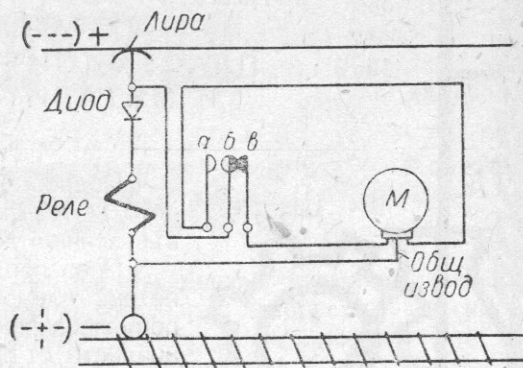 Лира
(---) +
Диод
а б в
Реле
М
Общ
извод
(-+-) —